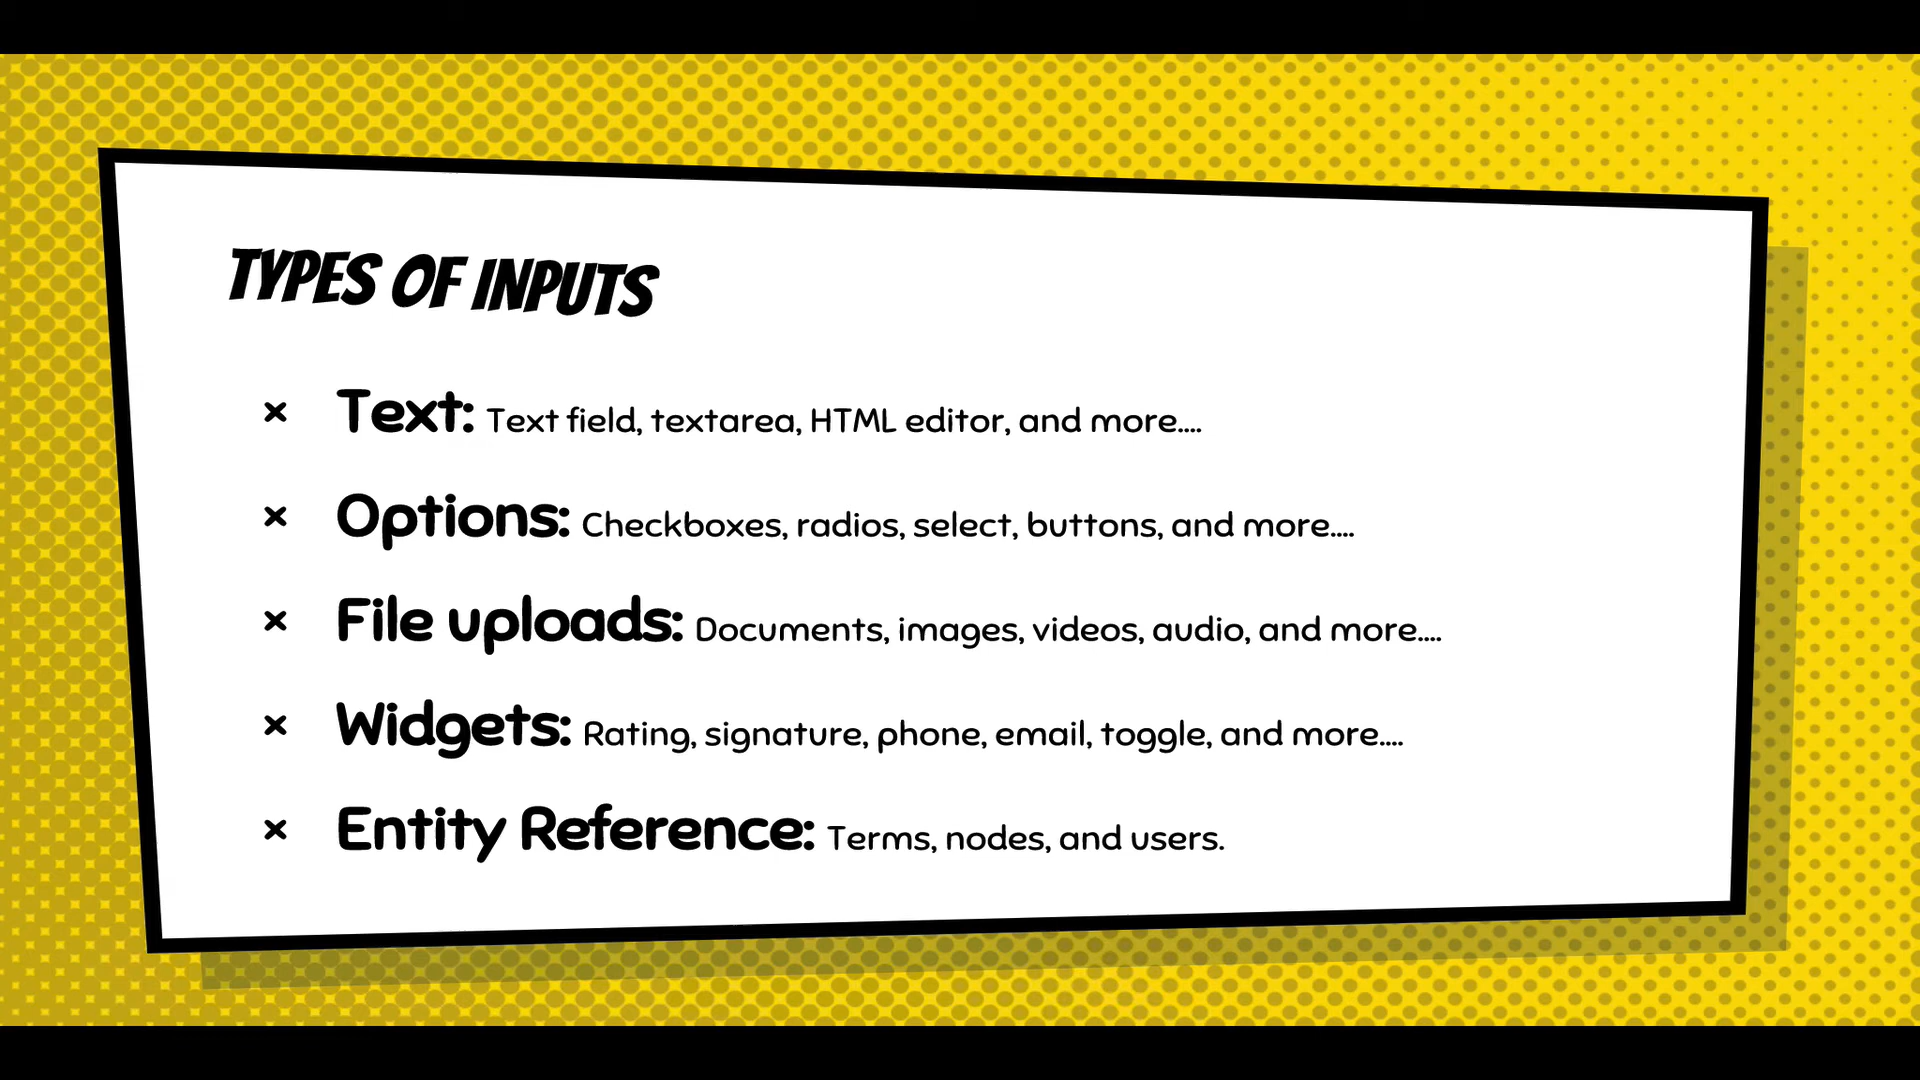 TYPES OF INPUTS
× Text: Text field, textarea, HTML editor, and more....
× Options: Checkboxes, radios, select, buttons, and more....
× File uploads: Documents, images, videos, audio, and more....
× Widgets: Rating, signature, phone, email, toggle, and more....
× Entity Reference: Terms, nodes, and users.